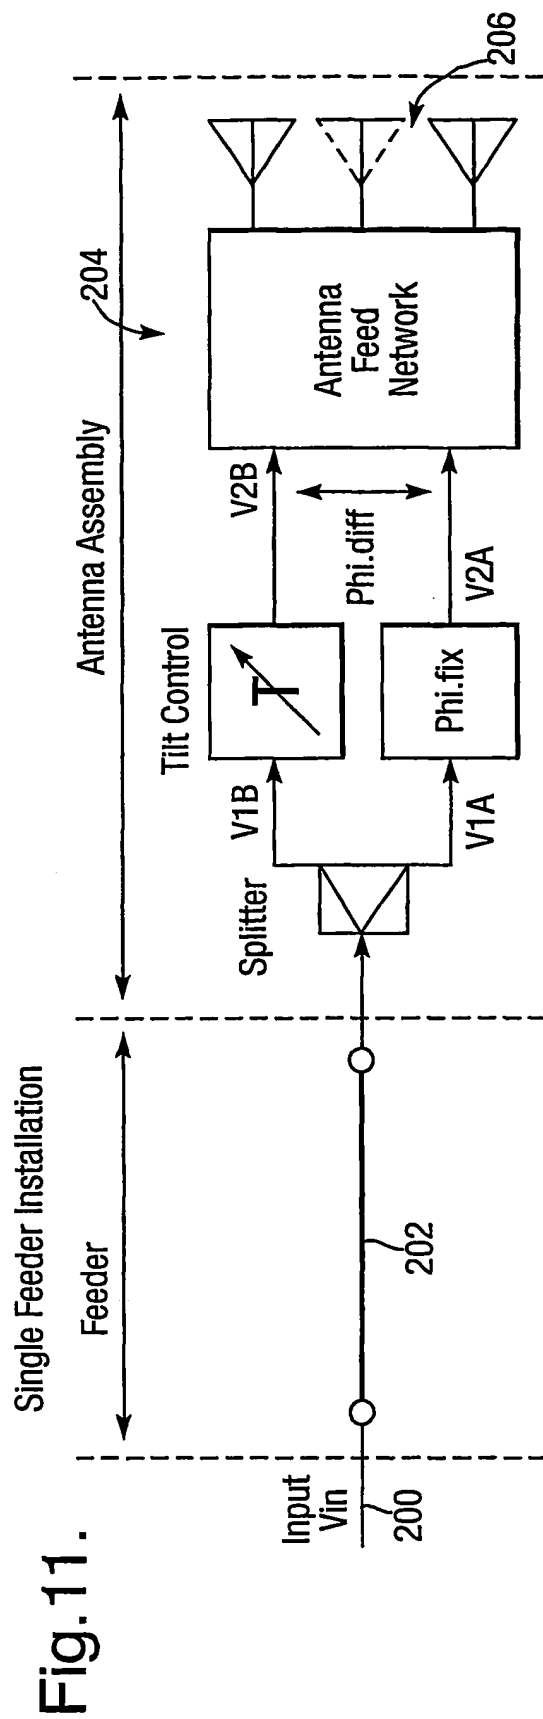 Fig.11.
Single Feeder Installation
Feeder
Antenna Assembly
204
Input
Vin
200
202
Splitter
V1B
V1A
Tilt Control
T
Phi.fix
V2B
Phi.diff
V2A
Antenna
Feed
Network
206